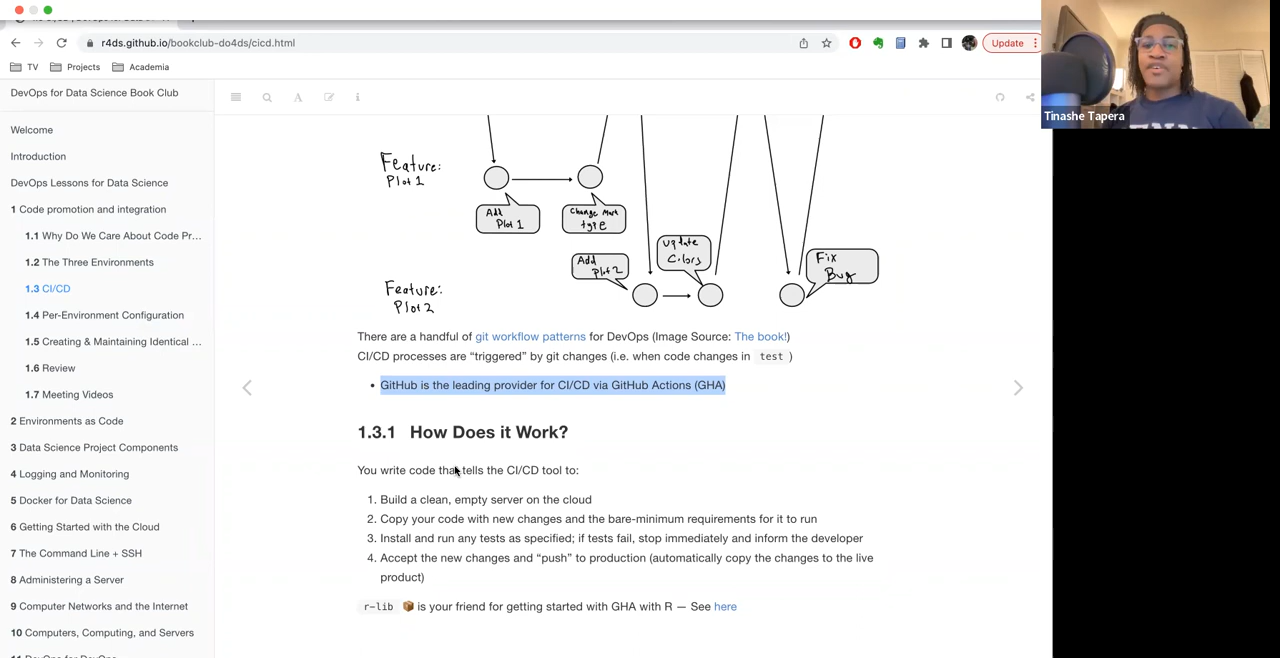 r4ds.github.io/bookclub-do4ds/cicd.html
Update
TV Projects Academia
Tinashe Tapera
DevOps for Data Science Book Club
Welcome
Introduction
DevOps Lessons for Data Science
1 Code promotion and integration
1.1 Why Do We Care About Code Pr...
1.2 The Three Environments
1.3 CI/CD
1.4 Per-Environment Configuration
1.5 Creating & Maintaining Identical ...
1.6 Review
1.7 Meeting Videos
2 Environments as Code
3 Data Science Project Components
4 Logging and Monitoring
5 Docker for Data Science
6 Getting Started with the Cloud
7 The Command Line + SSH
8 Administering a Server
9 Computer Networks and the Internet
10 Computers, Computing, and Servers
Feature:
Plot 1
Add
Plot 1
Change Mark
type
Feature:
Plot 2
Add
Plot 2
Update
Colors
Fix
Bug
There are a handful of git workflow patterns for DevOps (Image Source: The book!)
CI/CD processes are “triggered” by git changes (i.e. when code changes in test )
• GitHub is the leading provider for CI/CD via GitHub Actions (GHA)
1.3.1 How Does it Work?
You write code that tells the CI/CD tool to:
1. Build a clean, empty server on the cloud
2. Copy your code with new changes and the bare-minimum requirements for it to run
3. Install and run any tests as specified; if tests fail, stop immediately and inform the developer
4. Accept the new changes and “push” to production (automatically copy the changes to the live
product)
r-lib 📦 is your friend for getting started with GHA with R — See here